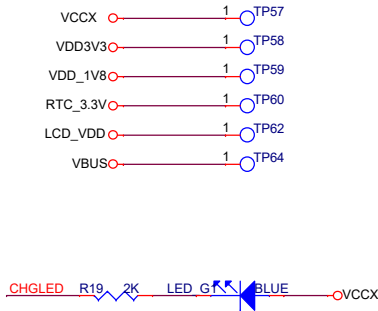 VCCX 1 TP57
VDD3V3 1 TP58
VDD_1V8 1 TP59
RTC_3.3V 1 TP60
LCD_VDD 1 TP62
VBUS 1 TP64
CHGLED R19 2K LED_G1 BLUE VCCX